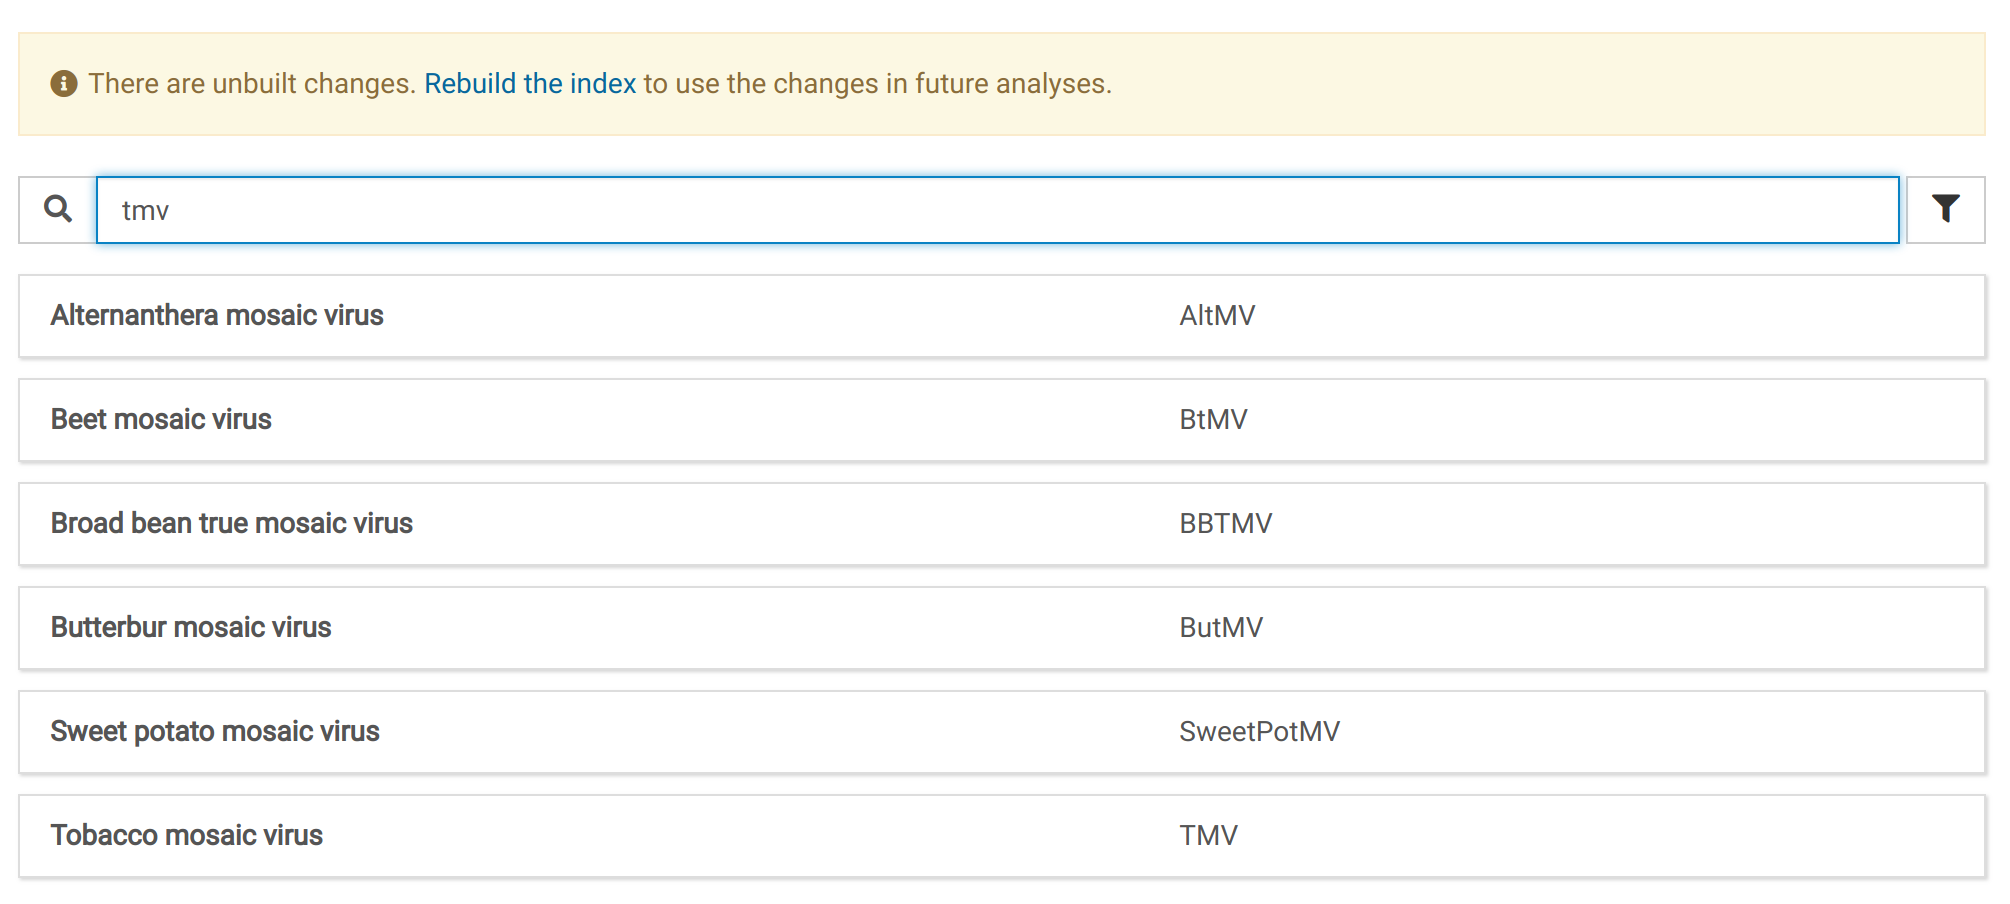 There are unbuilt changes. Rebuild the index to use the changes in future analyses.
tmv
Alternanthera mosaic virus AltMV
Beet mosaic virus BtMV
Broad bean true mosaic virus BBTMV
Butterbur mosaic virus ButMV
Sweet potato mosaic virus SweetPotMV
Tobacco mosaic virus TMV